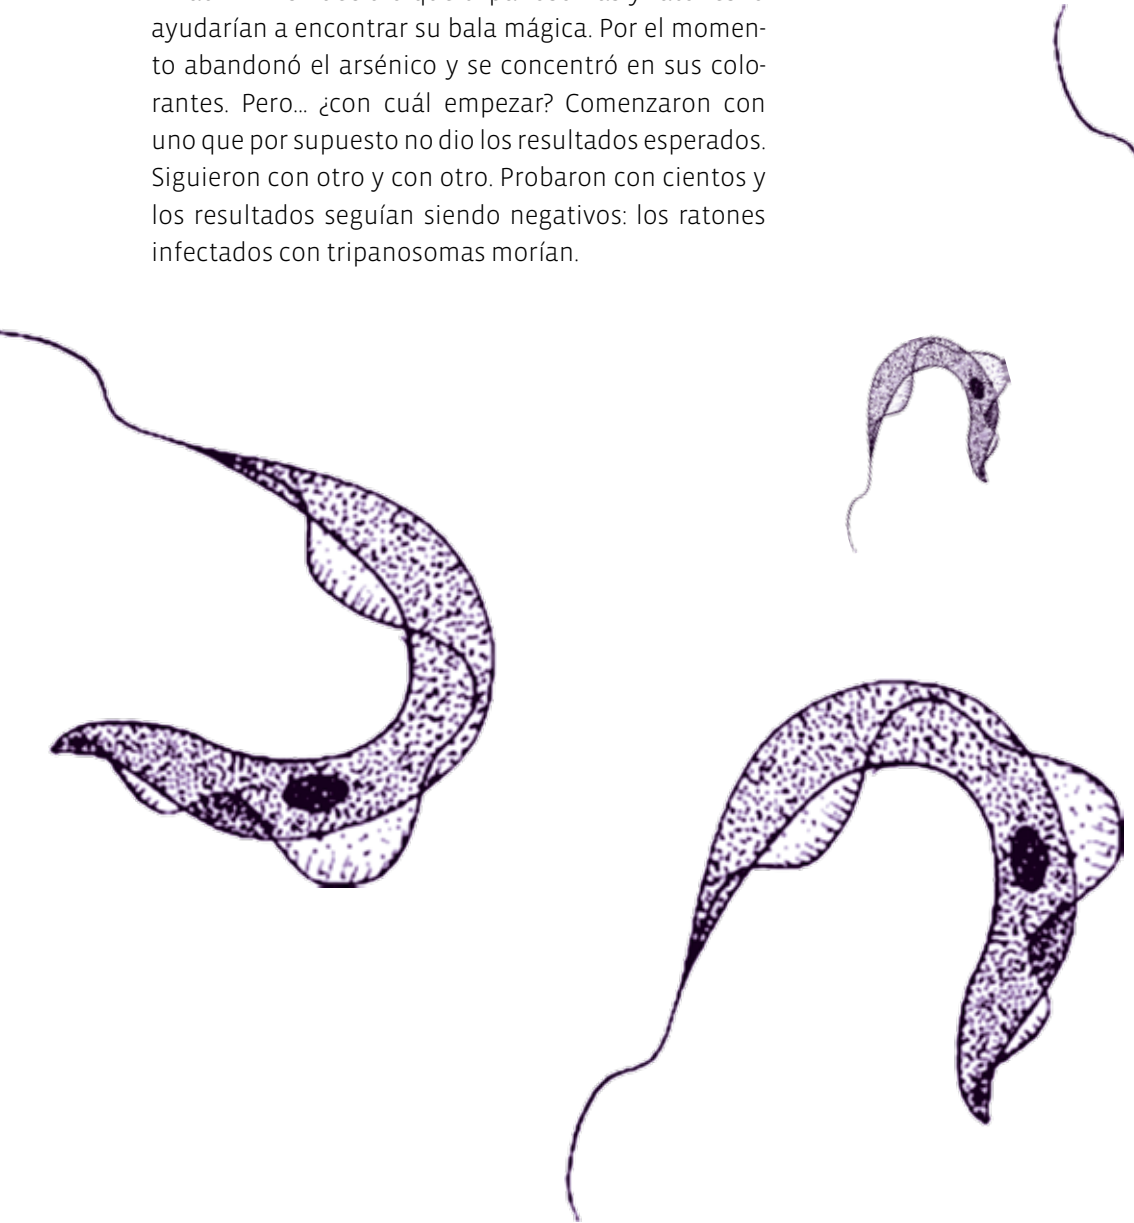 ayudarían a encontrar su bala mágica. Por el momen-
to abandonó el arsénico y se concentró en sus colo-
rantes. Pero... ¿con cuál empezar? Comenzaron con
uno que por supuesto no dio los resultados esperados.
Siguieron con otro y con otro. Probaron con cientos y
los resultados seguían siendo negativos: los ratones
infectados con tripanosomas morían.